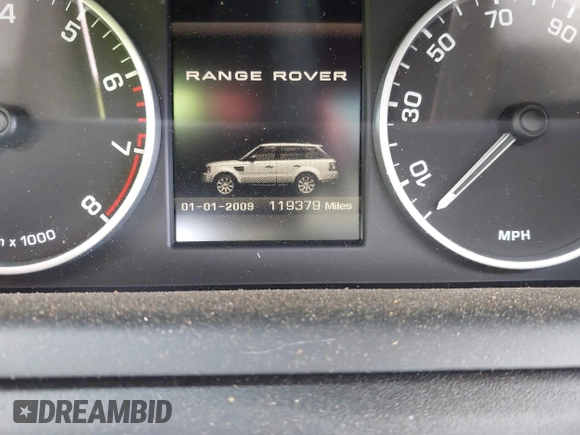 4
5
6
7
8
n x 1000
RANGE ROVER
01-01-2009 119379 Miles
10
30
50
70
90
MPH
DREAMBID